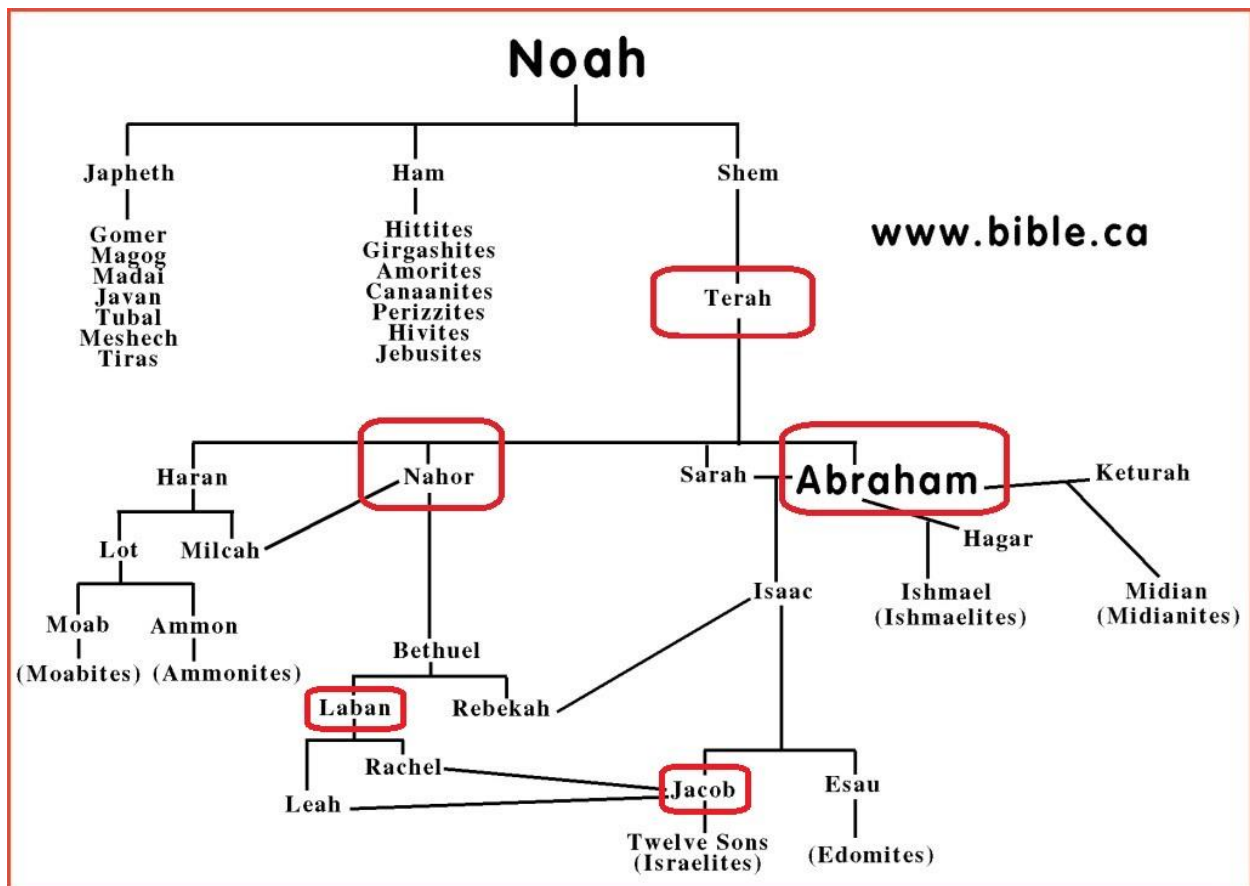 Noah
Japheth
Ham
Shem
Gomer
Magog
Madai
Javan
Tubal
Meshech
Tiras
Hittites
Girgashites
Amorites
Canaanites
Perizzites
Hivites
Jebusites
www.bible.ca
Terah
Haran
Nahor
Sarah
Abraham
Keturah
Lot
Milcah
Hagar
Moab
Ammon
(Moabites)
(Ammonites)
Isaac
Ishmael
(Ishmaelites)
Midian
(Midianites)
Bethuel
Laban
Rebekah
Leah
Rachel
Jacob
Esau
Twelve Sons
(Israelites)
(Edomites)